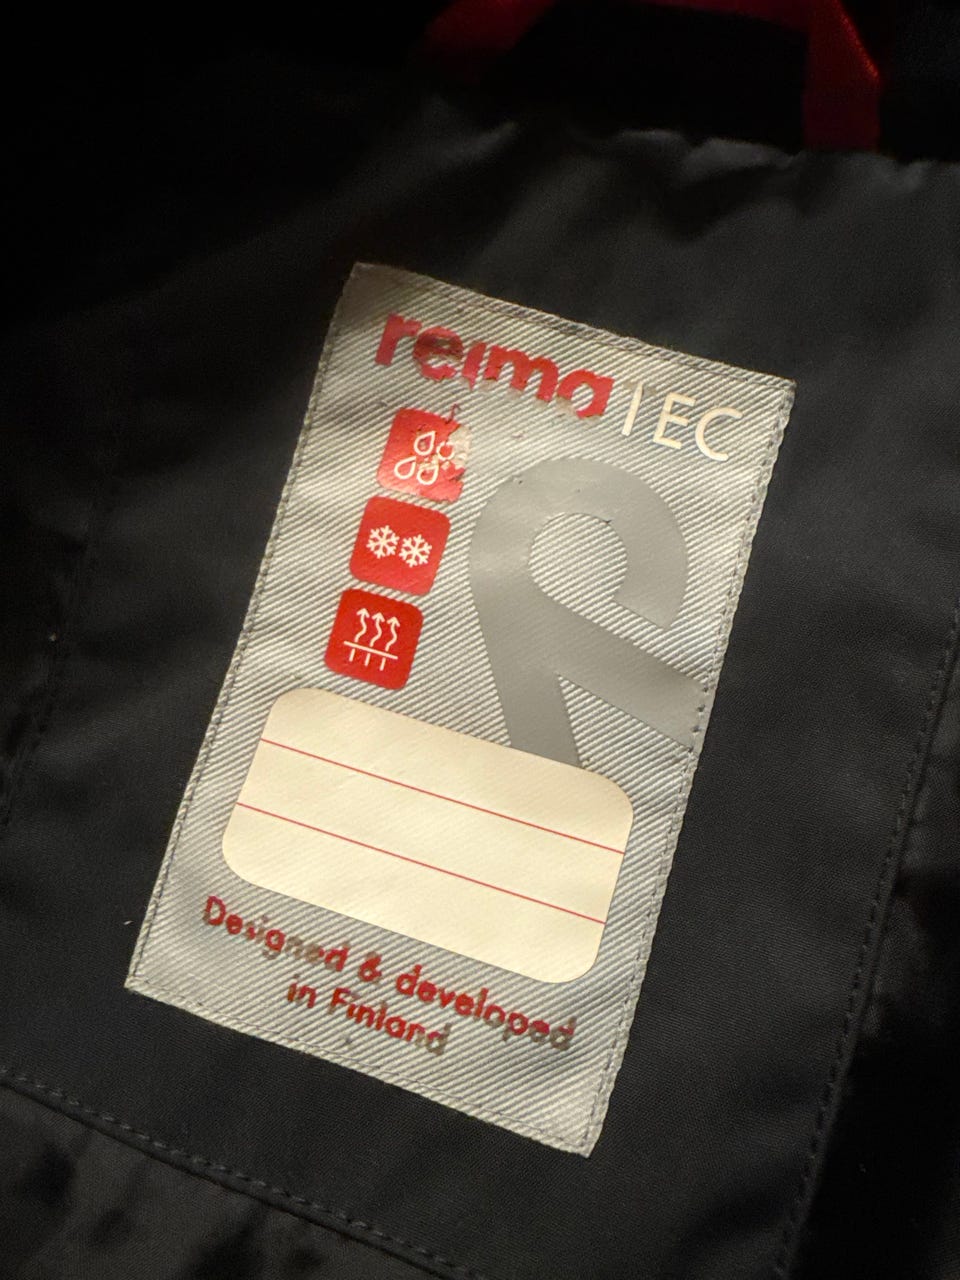 reimaTEC
Designed & developed
in Finland